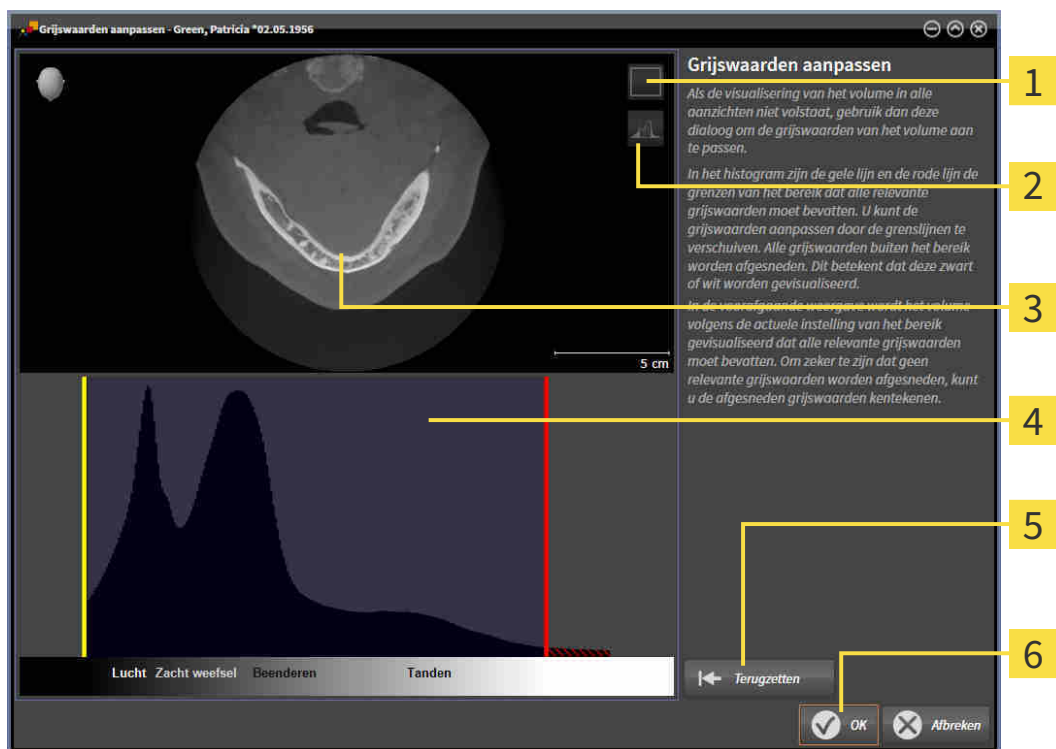 Grijswaarden aanpassen - Green, Patricia *02.05.1956
5 cm
Lucht Zacht weefsel Beenderen Tanden
Grijswaarden aanpassen
Als de visualisering van het volume in alle
aanzichten niet volstaat, gebruik dan deze
dialoog om de grijswaarden van het volume aan
te passen.
In het histogram zijn de gele lijn en de rode lijn de
grenzen van het bereik dat alle relevante
grijswaarden moet bevatten. U kunt de
grijswaarden aanpassen door de grenslijnen te
verschuiven. Alle grijswaarden buiten het bereik
worden afgesneden. Dit betekent dat deze zwart
of wit worden gevisualiseerd.
In de voorafgaande weergave wordt het volume
volgens de actuele instelling van het bereik
gevisualiseerd dat alle relevante grijswaarden
moet bevatten. Om zeker te zijn dat geen
relevante grijswaarden worden afgesneden, kunt
u de afgesneden grijswaarden kentekenen.
Terugzetten
OK Afbreken
1
2
3
4
5
6